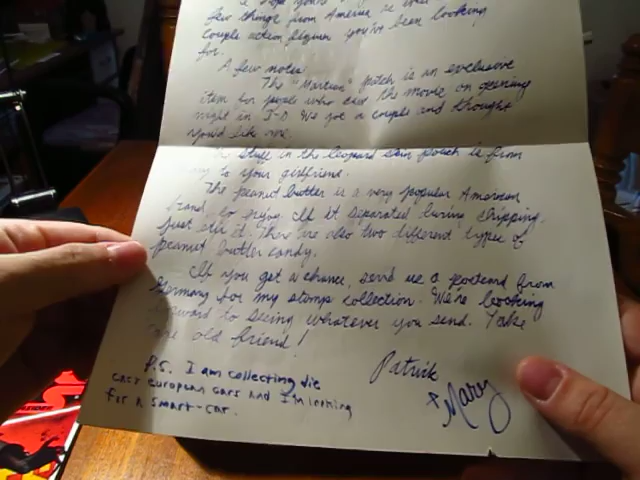 I hope you're
few things from America is what
couple action figures you've been looking
for.
A few notes:
The "Martian" patch is an exclusive
item for people who saw the movie on opening
night in 3-D. We got a couple and thought
you'd like one.
The stuff in the leopard skin pouch is from
to your girlfriend.
The peanut butter is a very popular American
brand, so enjoy. If it separated during shipping,
just stir it. There are also two different types of
peanut butter candy.
If you get a chance, send us a postcard from
Germany for my stamp collection. We're looking
forward to seeing whatever you send. Take
care old friend!
Patrick
+ Mary
P.S. I am collecting die
cast european cars and I'm looking
for a smart-car.